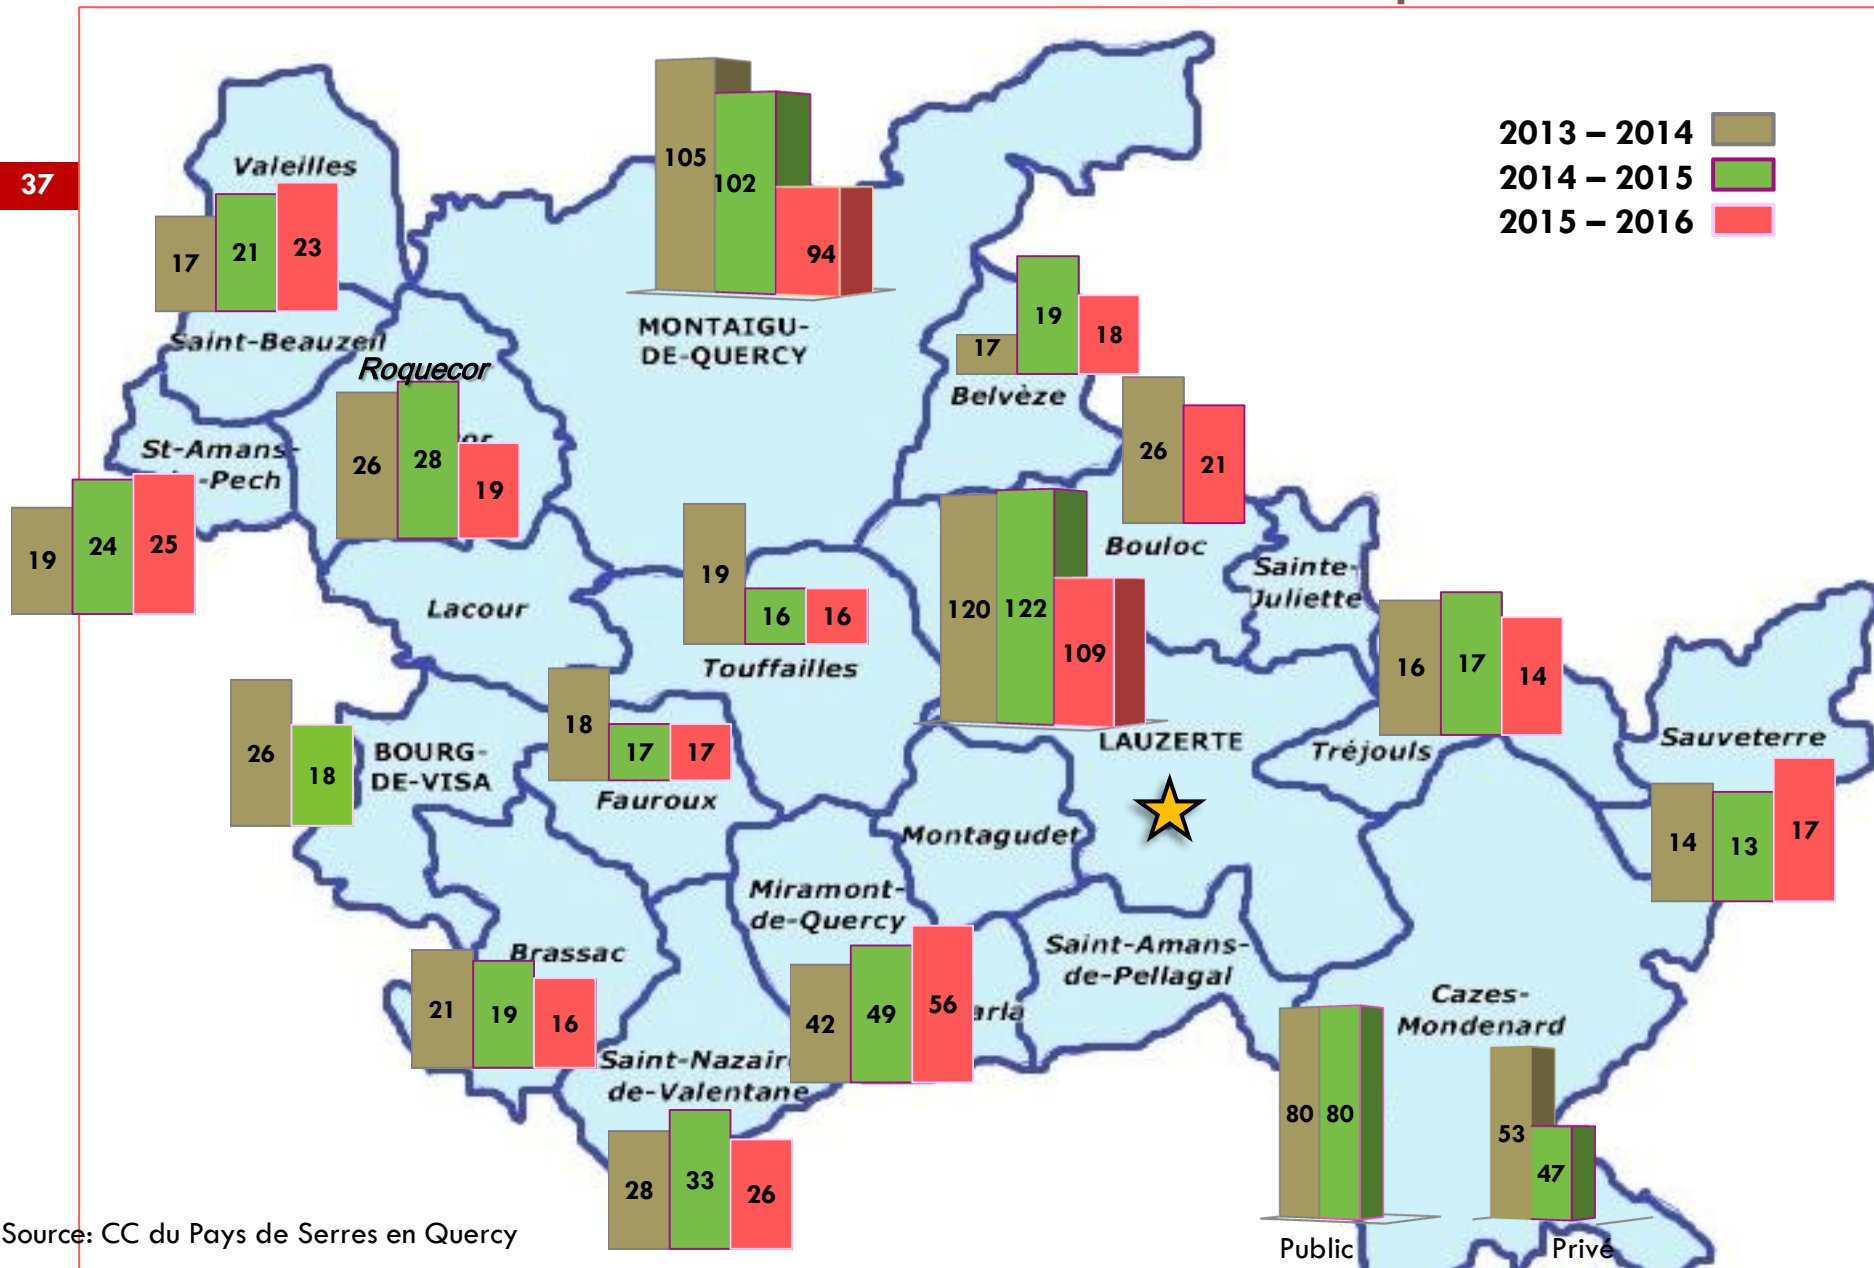 2013 – 2014
2014 – 2015
2015 – 2016
37
Valeilles
17
21
23
105
102
94
MONTAIGU-
DE-QUERCY
17
19
18
Belvèze
Saint-Beauzeil
Roquecor
26
28
19
St-Amans-
-Pech
19
24
25
26
21
Bouloc
Sainte-
Juliette
Lacour
19
16
16
Touffailles
120
122
109
LAUZERTE
16
17
14
Tréjouls
Sauveterre
14
13
17
26
18
BOURG-
DE-VISA
18
17
17
Fauroux
Montagudet
Miramont-
de-Quercy
42
49
56
arla
Saint-Amans-
de-Pellagal
Brassac
21
19
16
Cazes-
Mondenard
80
80
Public
53
47
Privé
Saint-Nazair
de-Valentane
28
33
26
Source: CC du Pays de Serres en Quercy